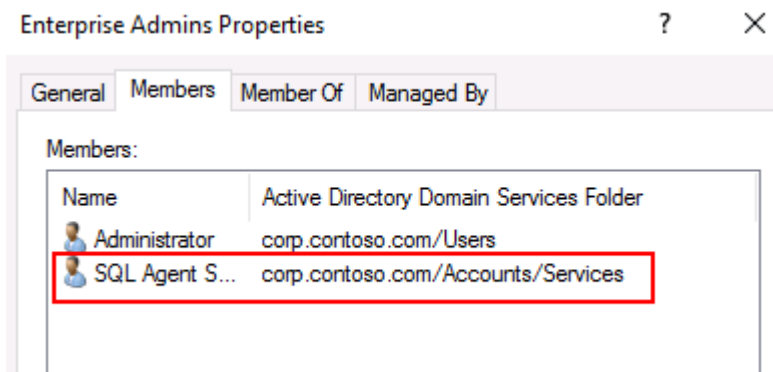 Enterprise Admins Properties ?
General Members Member Of Managed By
Members:
Name Active Directory Domain Services Folder
Administrator corp.contoso.com/Users
SQL Agent S... corp.contoso.com/Accounts/Services